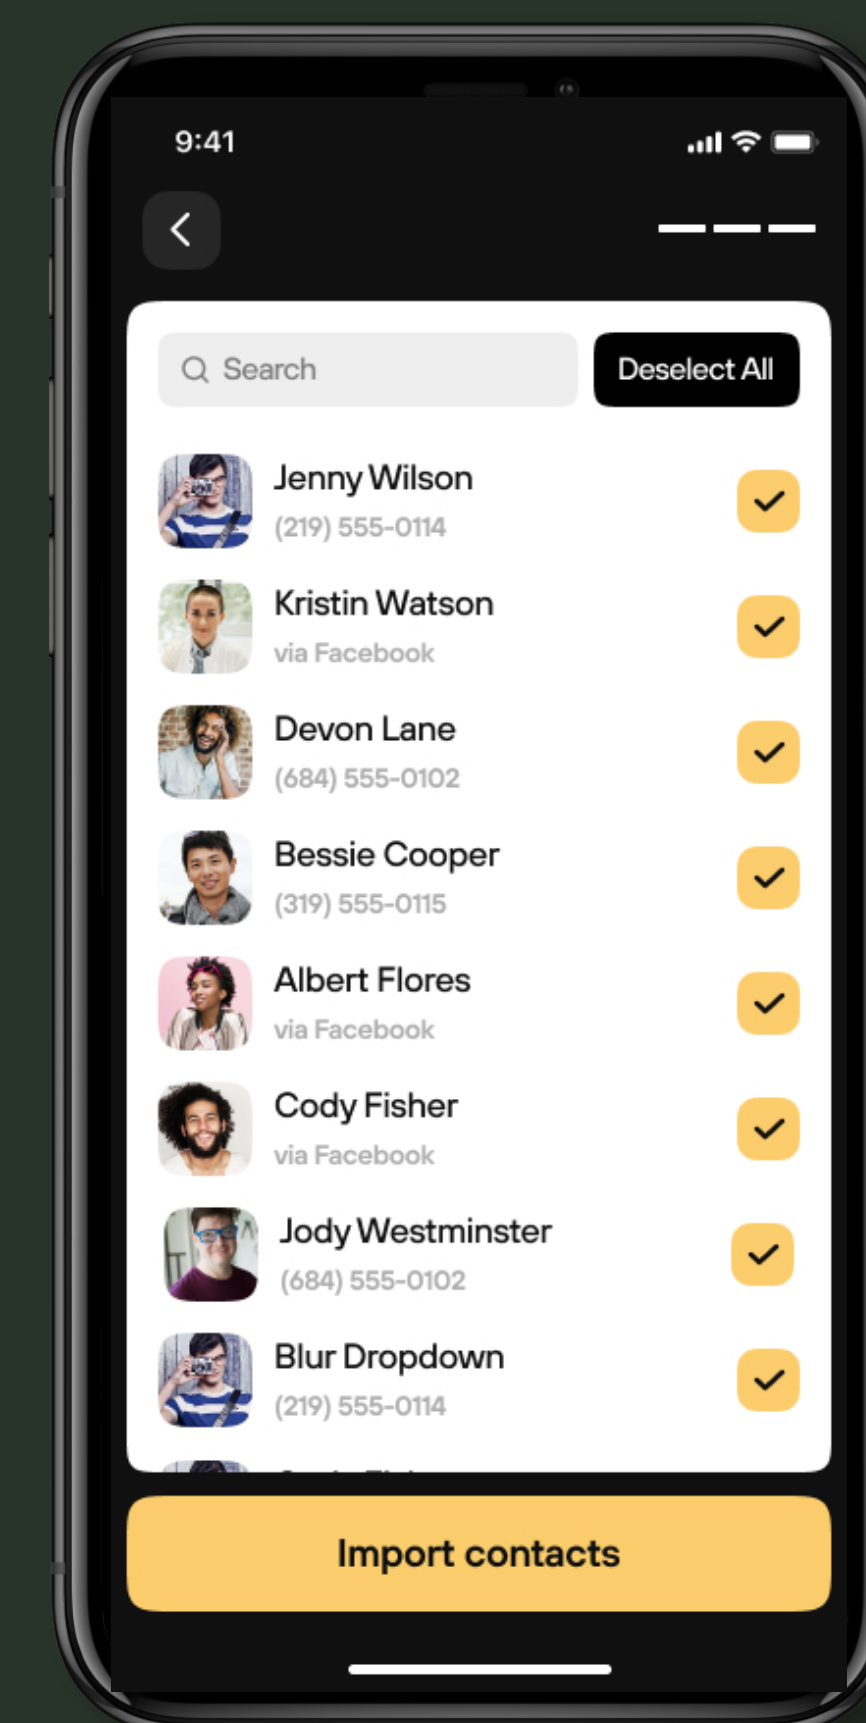 9:41
Search
Deselect All
Jenny Wilson
(219) 555-0114
Kristin Watson
via Facebook
Devon Lane
(684) 555-0102
Bessie Cooper
(319) 555-0115
Albert Flores
via Facebook
Cody Fisher
via Facebook
Jody Westminster
(684) 555-0102
Blur Dropdown
(219) 555-0114
Import contacts